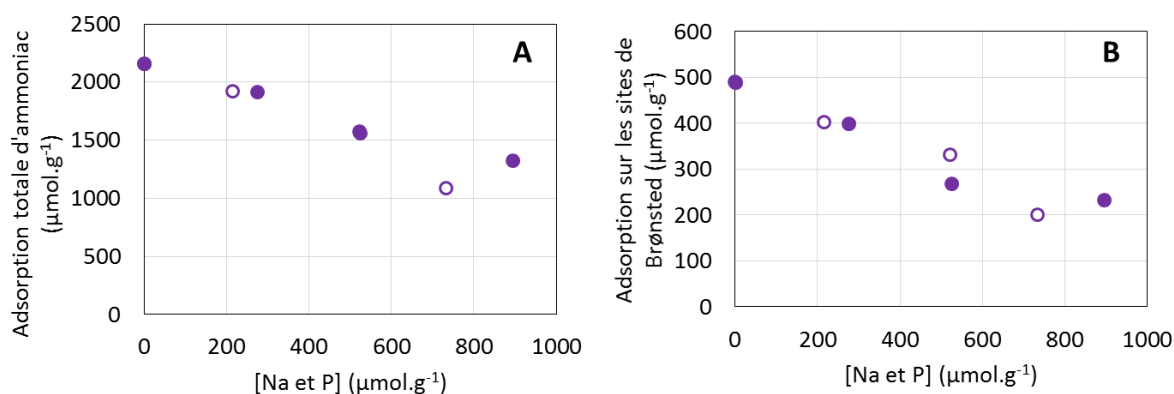 Adsorption totale d'ammoniac
(µmol.g-1)
2500
2000
1500
1000
500
0
A
0 200 400 600 800 1000
[Na et P] (µmol.g-1)
Adsorption sur les sites de
Brønsted (µmol.g-1)
600
500
400
300
200
100
0
B
0 200 400 600 800 1000
[Na et P] (µmol.g-1)